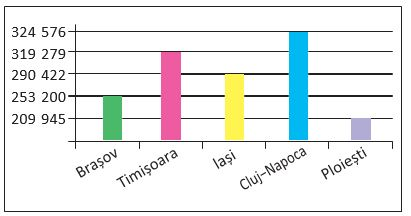 324 576
319 279
290 422
253 200
209 945
Brașov
Timișoara
Iași
Cluj–Napoca
Ploiești